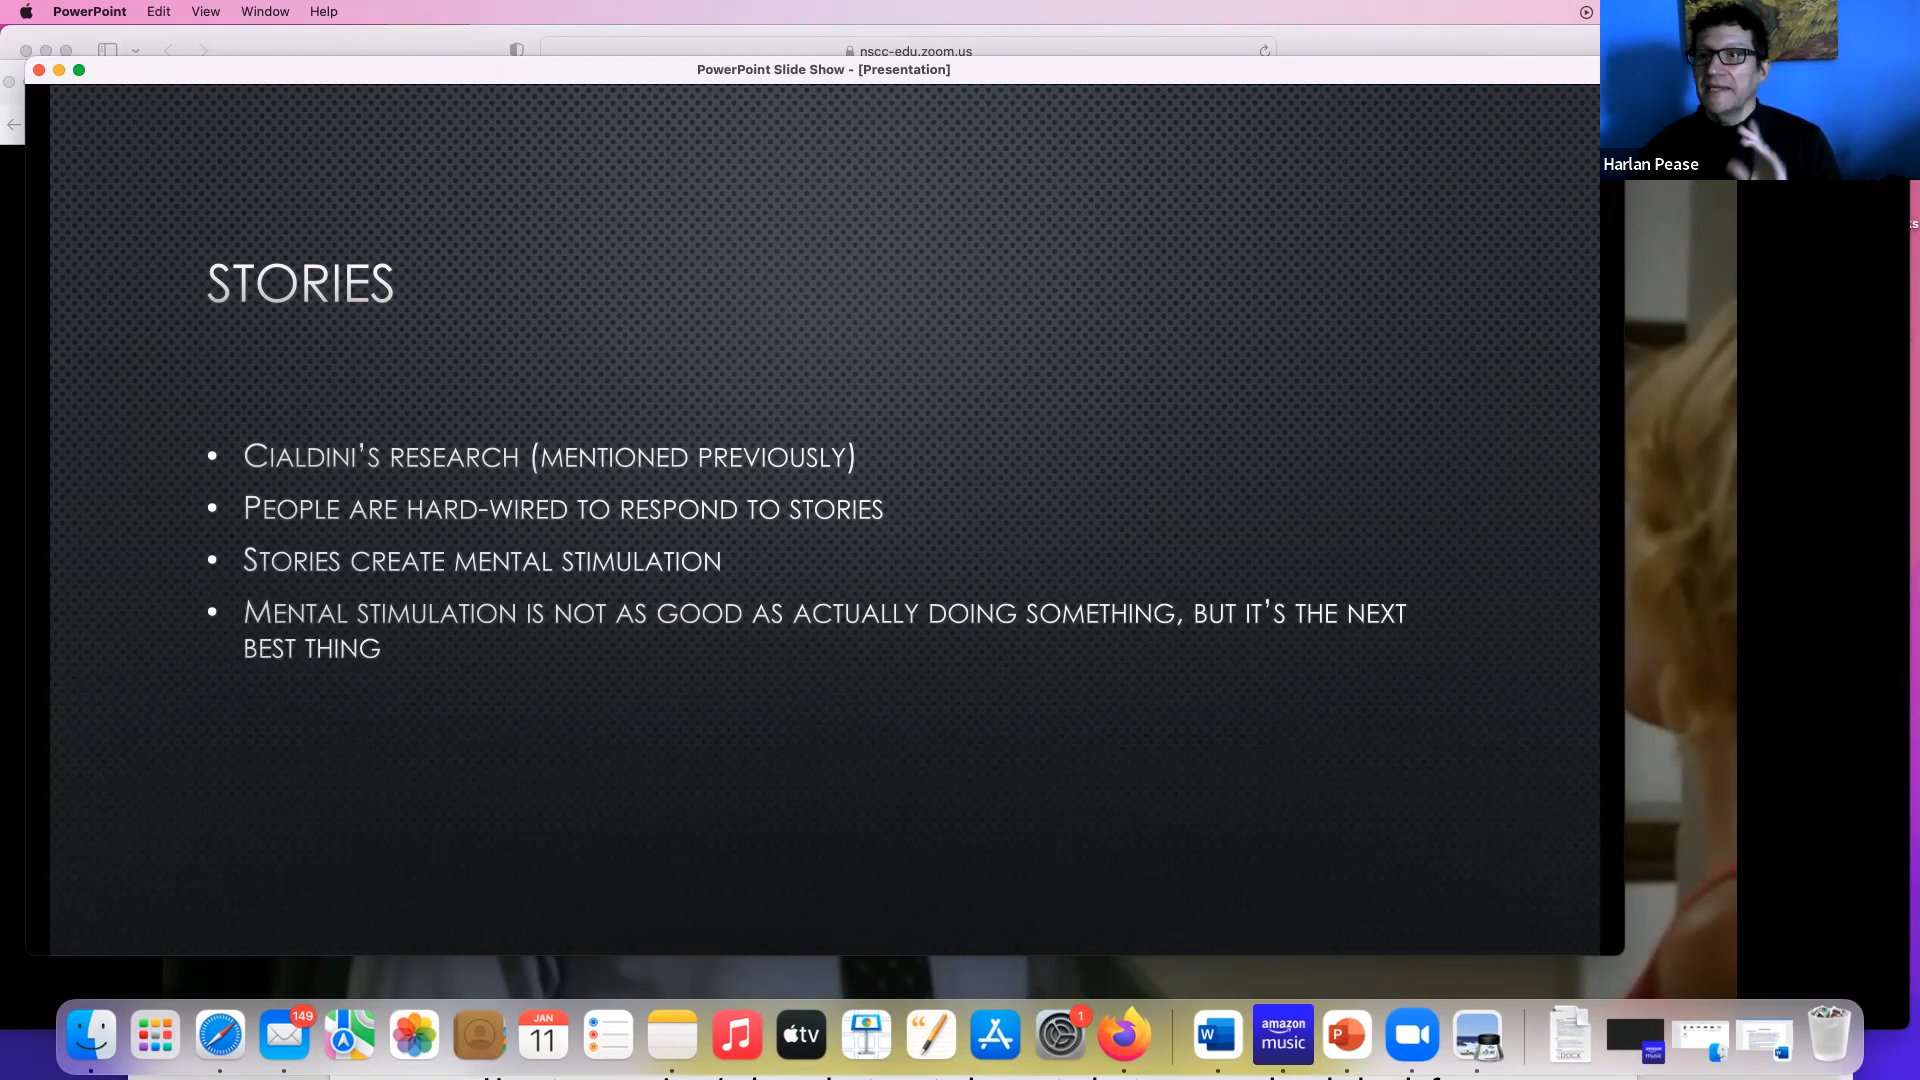 PowerPoint Edit View Window Help
nscc-edu.zoom.us
PowerPoint Slide Show - [Presentation]
Harlan Pease
STORIES
• CIALDINI'S RESEARCH (MENTIONED PREVIOUSLY)
• PEOPLE ARE HARD-WIRED TO RESPOND TO STORIES
• STORIES CREATE MENTAL STIMULATION
• MENTAL STIMULATION IS NOT AS GOOD AS ACTUALLY DOING SOMETHING, BUT IT'S THE NEXT
BEST THING
149
JAN
11
tv
1
W
amazon
music
P
DOCX